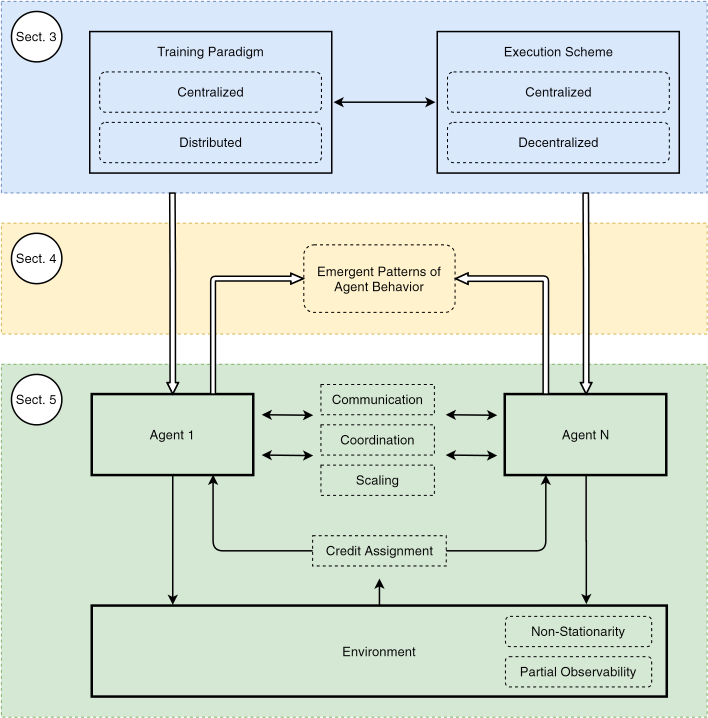 Sect. 3
Training Paradigm
Centralized
Distributed
Execution Scheme
Centralized
Decentralized
Sect. 4
Emergent Patterns of
Agent Behavior
Sect. 5
Agent 1
Communication
Coordination
Scaling
Agent N
Credit Assignment
Environment
Non-Stationarity
Partial Observability